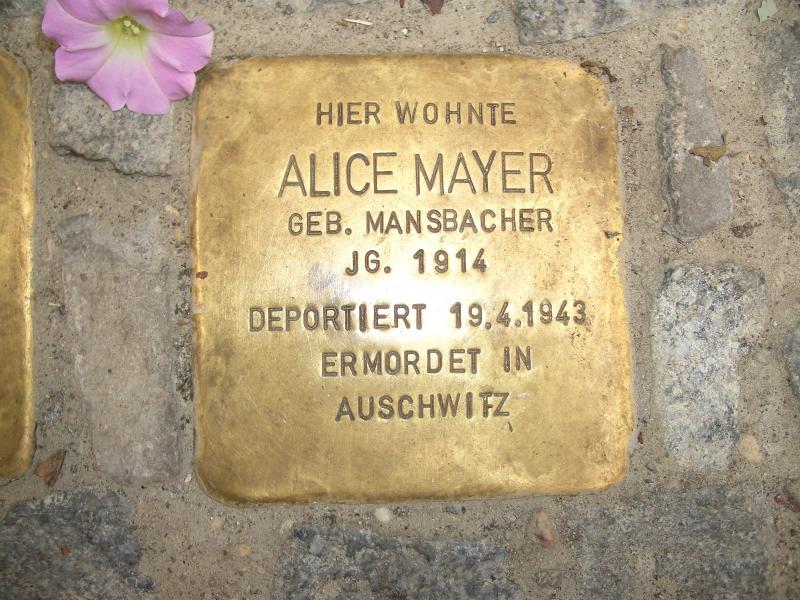 HIER WOHNTE
ALICE MAYER
GEB. MANSBACHER
JG. 1914
DEPORTIERT 19.4.1943
ERMORDET IN
AUSCHWITZ